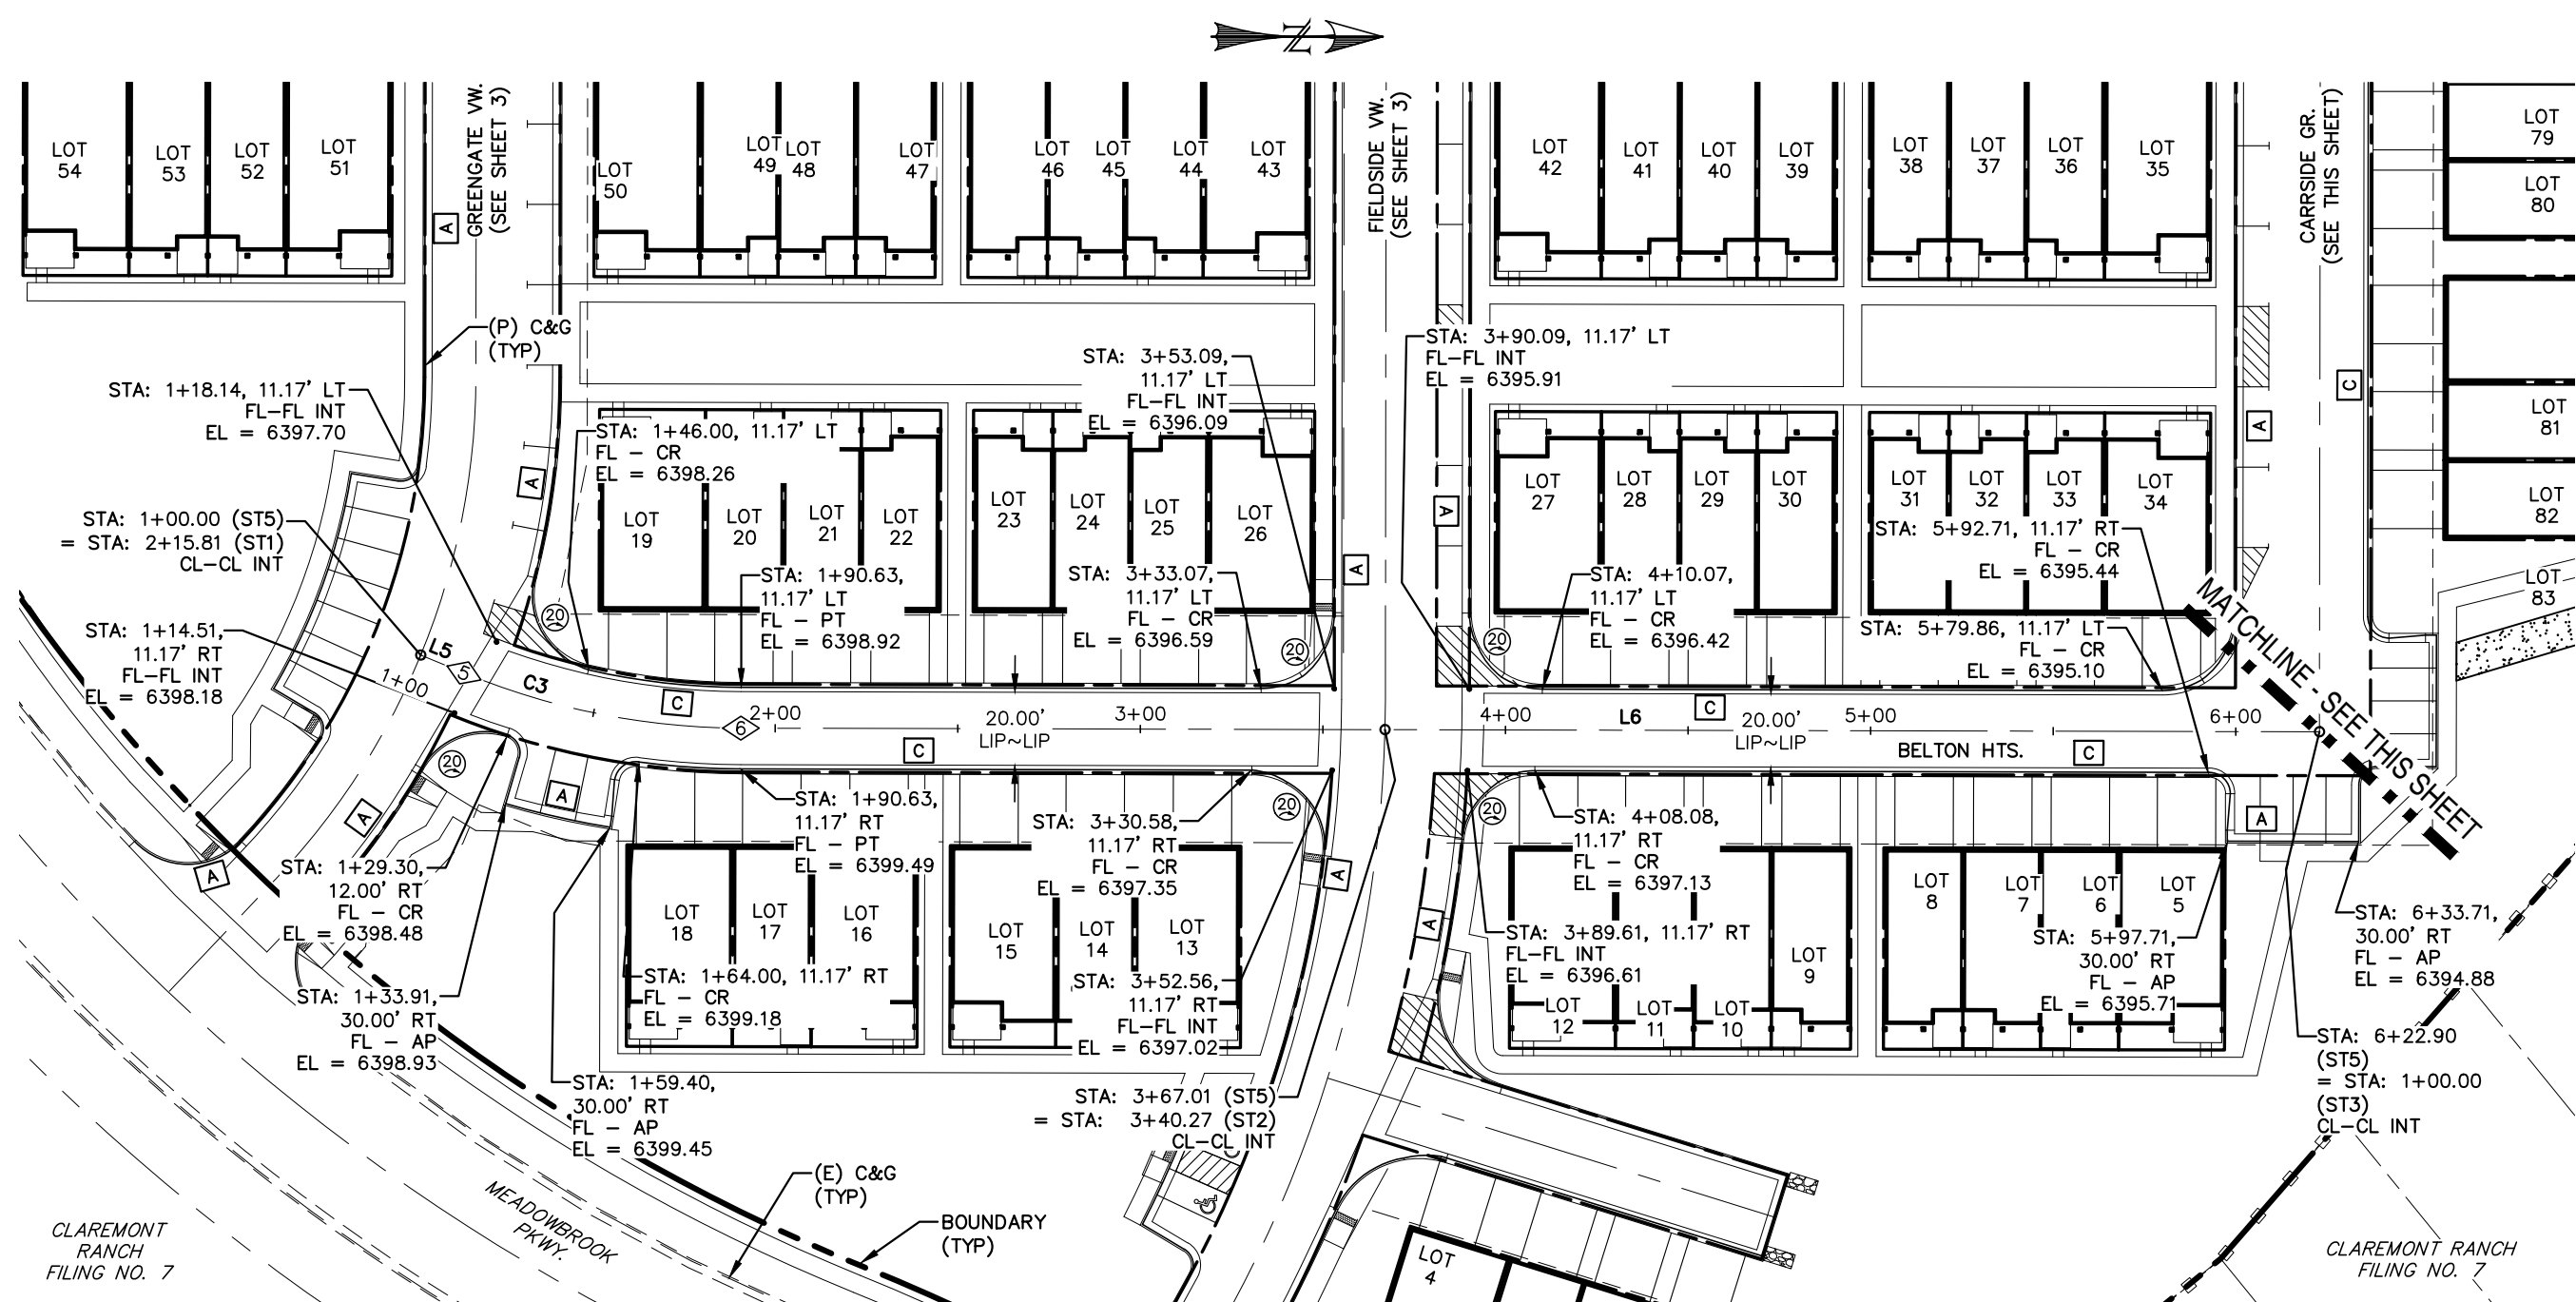 N
LOT
54
LOT
53
LOT
52
LOT
51
A
GREENGATE VW.
(SEE SHEET 3)
LOT
50
LOT
49
LOT
48
LOT
47
LOT
46
LOT
45
LOT
44
LOT
43
FIELDSIDE VW.
(SEE SHEET 3)
LOT
42
LOT
41
LOT
40
LOT
39
LOT
38
LOT
37
LOT
36
LOT
35
CARRSIDE GR.
(SEE THIS SHEET)
LOT
79
LOT
80
(P) C&G
(TYP)
STA: 1+18.14, 11.17' LT
FL-FL INT
EL = 6397.70
STA: 3+53.09,
11.17' LT
FL-FL INT
EL = 6396.09
STA: 3+90.09, 11.17' LT
FL-FL INT
EL = 6395.91
C
A
LOT
81
LOT
82
LOT
83
STA: 1+46.00, 11.17' LT
FL - CR
EL = 6398.26
A
STA: 1+00.00 (ST5)
= STA: 2+15.81 (ST1)
CL-CL INT
LOT
19
LOT
20
LOT
21
LOT
22
LOT
23
LOT
24
LOT
25
LOT
26
A
A
LOT
27
LOT
28
LOT
29
LOT
30
LOT
31
LOT
32
LOT
33
LOT
34
STA: 5+92.71, 11.17' RT
FL - CR
EL = 6395.44
STA: 1+90.63,
11.17' LT
FL - PT
EL = 6398.92
STA: 3+33.07,
11.17' LT
FL - CR
EL = 6396.59
STA: 4+10.07,
11.17' LT
FL - CR
EL = 6396.42
STA: 5+79.86, 11.17' LT
FL - CR
EL = 6395.10
MATCHLINE - SEE THIS SHEET
STA: 1+14.51,
11.17' RT
FL-FL INT
EL = 6398.18
20
20
20
L5
5
1+00
C3
C
6
2+00
C
20.00'
LIP~LIP
3+00
4+00
L6
C
20.00'
LIP~LIP
5+00
BELTON HTS.
C
6+00
20
A
A
A
20
A
20
A
A
STA: 1+90.63,
11.17' RT
FL - PT
EL = 6399.49
STA: 3+30.58,
11.17' RT
FL - CR
EL = 6397.35
STA: 4+08.08,
11.17' RT
FL - CR
EL = 6397.13
STA: 1+29.30,
12.00' RT
FL - CR
EL = 6398.48
LOT
18
LOT
17
LOT
16
LOT
15
LOT
14
LOT
13
LOT
12
LOT
11
LOT
10
LOT
9
LOT
8
LOT
7
LOT
6
LOT
5
STA: 3+89.61, 11.17' RT
FL-FL INT
EL = 6396.61
STA: 5+97.71,
30.00' RT
FL - AP
EL = 6395.71
STA: 6+33.71,
30.00' RT
FL - AP
EL = 6394.88
STA: 1+64.00, 11.17' RT
FL - CR
EL = 6399.18
STA: 3+52.56,
11.17' RT
FL-FL INT
EL = 6397.02
STA: 1+33.91,
30.00' RT
FL - AP
EL = 6398.93
STA: 6+22.90
(ST5)
= STA: 1+00.00
(ST3)
CL-CL INT
STA: 1+59.40,
30.00' RT
FL - AP
EL = 6399.45
STA: 3+67.01 (ST5)
= STA: 3+40.27 (ST2)
CL-CL INT
(E) C&G
(TYP)
BOUNDARY
(TYP)
MEADOWBROOK
PKWY.
CLAREMONT
RANCH
FILING NO. 7
LOT
4
CLAREMONT RANCH
FILING NO. 7